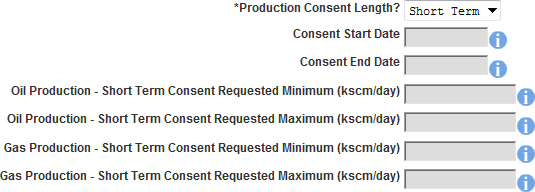 *Production Consent Length? Short Term
Consent Start Date
Consent End Date
Oil Production - Short Term Consent Requested Minimum (kscm/day)
Oil Production - Short Term Consent Requested Maximum (kscm/day)
Gas Production - Short Term Consent Requested Minimum (kscm/day)
Gas Production - Short Term Consent Requested Maximum (kscm/day)